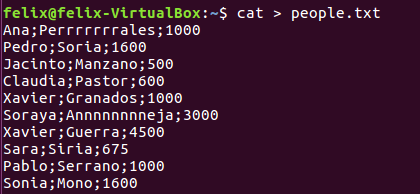 felix@felix-VirtualBox:~$ cat > people.txt
Ana;Perrrrrrrales;1000
Pedro;Soria;1600
Jacinto;Manzano;500
Claudia;Pastor;600
Xavier;Granados;1000
Soraya;Annnnnnneja;3000
Xavier;Guerra;4500
Sara;Siria;675
Pablo;Serrano;1000
Sonia;Mono;1600